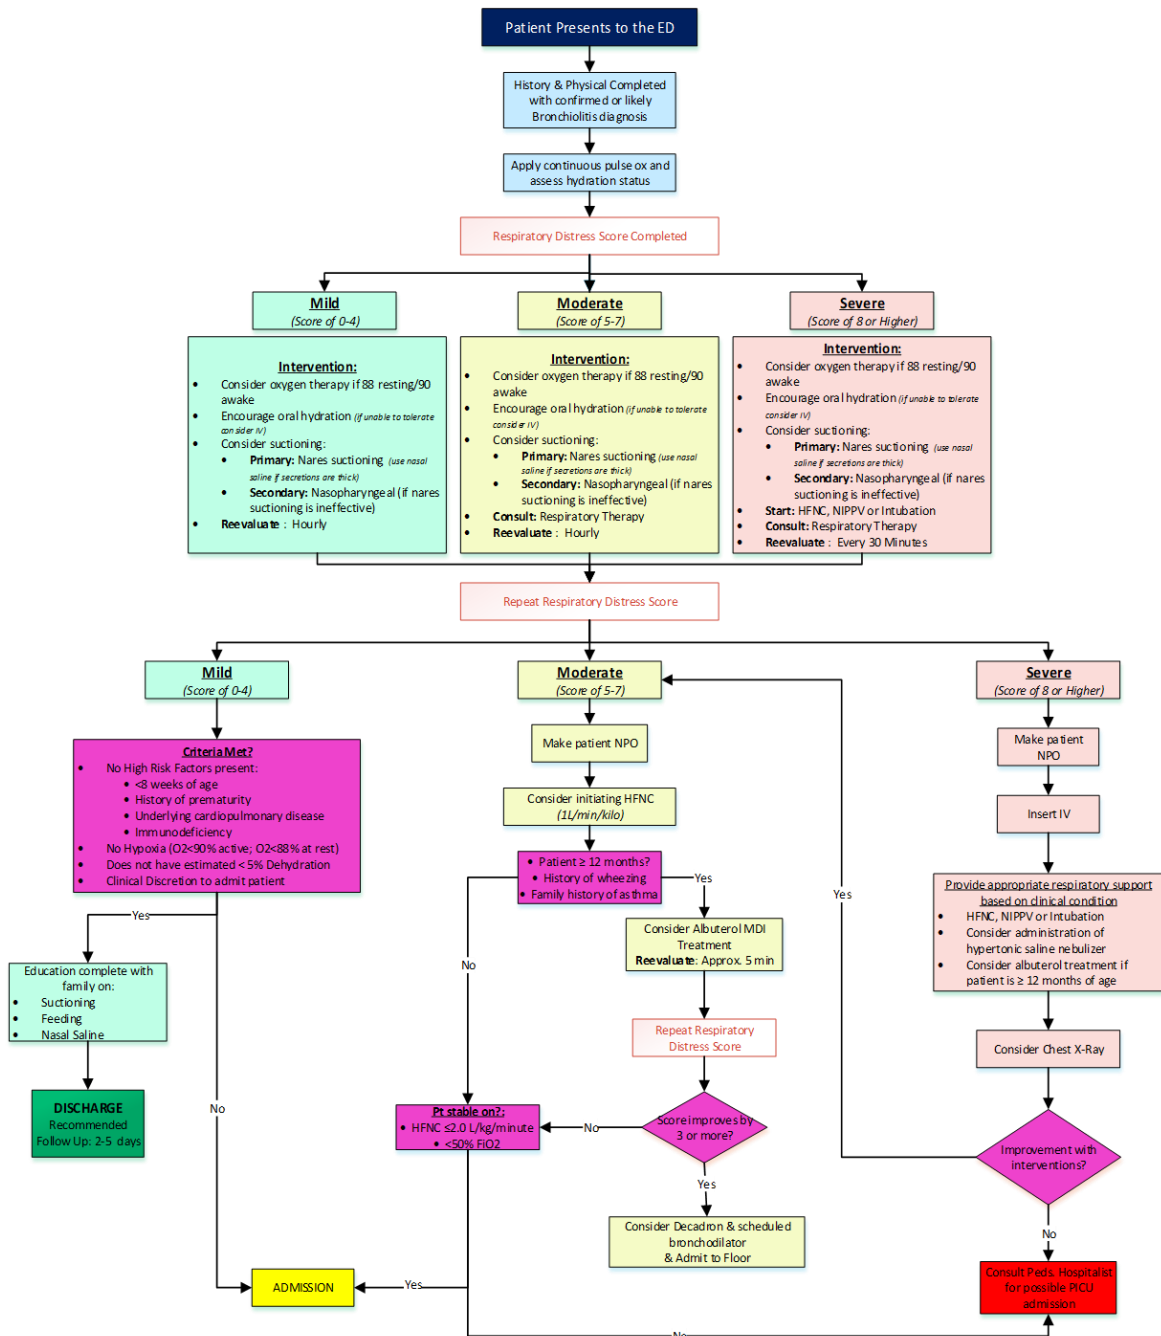 Patient Presents to the ED
History & Physical Completed
with confirmed or likely
Bronchiolitis diagnosis
Apply continuous pulse ox and
assess hydration status
Respiratory Distress Score Completed
Mild
(Score of 0-4)
Intervention:
• Consider oxygen therapy if 88 resting/90
awake
• Encourage oral hydration (if unable to tolerate
consider IV)
• Consider suctioning:
• Primary: Nares suctioning (use nasal
saline if secretions are thick)
• Secondary: Nasopharyngeal (if nares
suctioning is ineffective)
• Reevaluate : Hourly
Moderate
(Score of 5-7)
Intervention:
• Consider oxygen therapy if 88 resting/90
awake
• Encourage oral hydration (if unable to tolerate
consider IV)
• Consider suctioning:
• Primary: Nares suctioning (use nasal
saline if secretions are thick)
• Secondary: Nasopharyngeal (if nares
suctioning is ineffective)
• Consult: Respiratory Therapy
• Reevaluate : Hourly
Severe
(Score of 8 or Higher)
Intervention:
• Consider oxygen therapy if 88 resting/90
awake
• Encourage oral hydration (if unable to tolerate
consider IV)
• Consider suctioning:
• Primary: Nares suctioning (use nasal
saline if secretions are thick)
• Secondary: Nasopharyngeal (if nares
suctioning is ineffective)
• Start: HFNC, NIPPV or Intubation
• Consult: Respiratory Therapy
• Reevaluate : Every 30 Minutes
Repeat Respiratory Distress Score
Mild
(Score of 0-4)
Criteria Met?
• No High Risk Factors present:
• <8 weeks of age
• History of prematurity
• Underlying cardiopulmonary disease
• Immunodeficiency
• No Hypoxia (O2<90% active; O2<88% at rest)
• Does not have estimated <5% Dehydration
• Clinical Discretion to admit patient
Yes
No
Education complete with
family on:
• Suctioning
• Feeding
• Nasal Saline
DISCHARGE
Recommended
Follow Up: 2-5 days
ADMISSION
Moderate
(Score of 5-7)
Make patient NPO
Consider initiating HFNC
(1L/min/kilo)
• Patient ≥ 12 months?
• History of wheezing
• Family history of asthma
Yes
No
Consider Albuterol MDI
Treatment
Reevaluate: Approx. 5 min
Repeat Respiratory
Distress Score
Score improves by
3 or more?
No
Yes
Pt stable on?:
• HFNC ≤2.0 L/kg/minute
• <50% FiO2
Consider Decadron & scheduled
bronchodilator
& Admit to Floor
Yes
No
Severe
(Score of 8 or Higher)
Make patient
NPO
Insert IV
Provide appropriate respiratory support
based on clinical condition
• HFNC, NIPPV or Intubation
• Consider administration of
hypertonic saline nebulizer
• Consider albuterol treatment if
patient is ≥ 12 months of age
Consider Chest X-Ray
Improvement with
interventions?
Yes
No
Consult Peds. Hospitalist
for possible PICU
admission